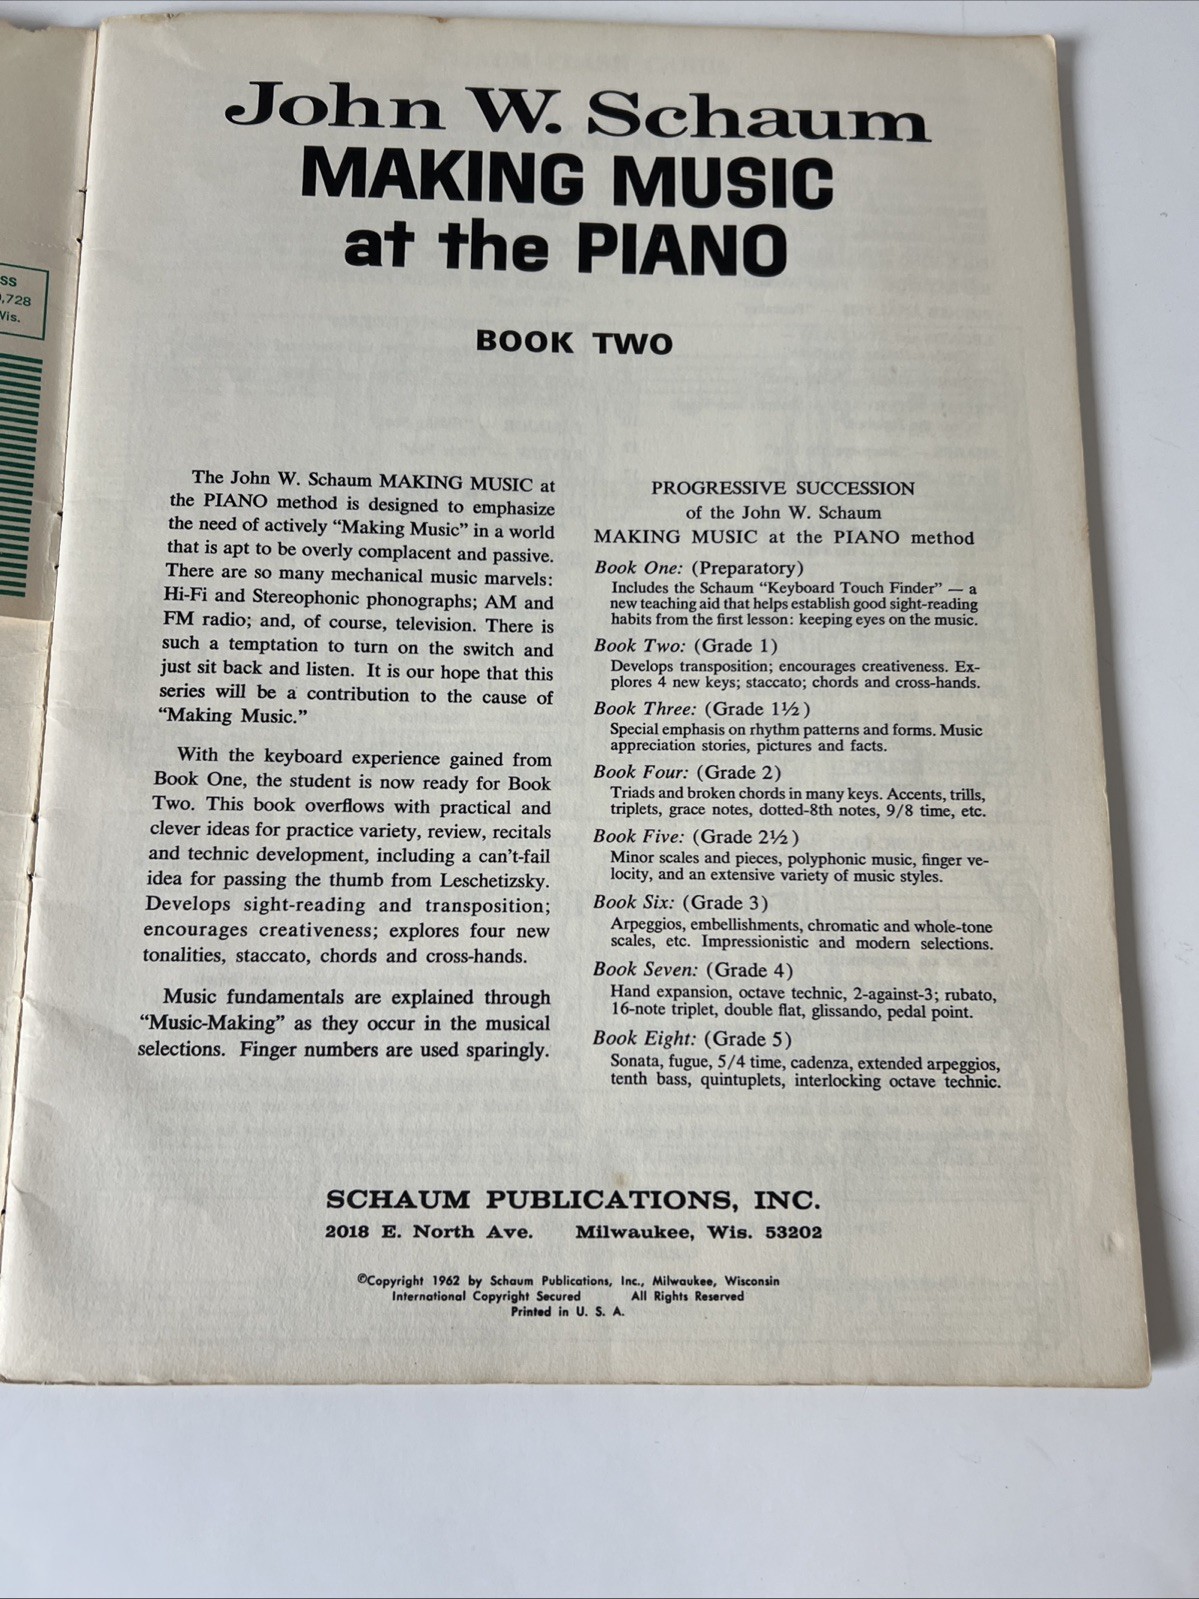 SS
,728
Wis.
John W. Schaum
MAKING MUSIC
at the PIANO
BOOK TWO
The John W. Schaum MAKING MUSIC at
the PIANO method is designed to emphasize
the need of actively “Making Music” in a world
that is apt to be overly complacent and passive.
There are so many mechanical music marvels:
Hi-Fi and Stereophonic phonographs; AM and
FM radio; and, of course, television. There is
such a temptation to turn on the switch and
just sit back and listen. It is our hope that this
series will be a contribution to the cause of
“Making Music.”
With the keyboard experience gained from
Book One, the student is now ready for Book
Two. This book overflows with practical and
clever ideas for practice variety, review, recitals
and technic development, including a can't-fail
idea for passing the thumb from Leschetizsky.
Develops sight-reading and transposition;
encourages creativeness; explores four new
tonalities, staccato, chords and cross-hands.
Music fundamentals are explained through
“Music-Making” as they occur in the musical
selections. Finger numbers are used sparingly.
PROGRESSIVE SUCCESSION
of the John W. Schaum
MAKING MUSIC at the PIANO method
Book One: (Preparatory)
Includes the Schaum “Keyboard Touch Finder” — a
new teaching aid that helps establish good sight-reading
habits from the first lesson: keeping eyes on the music.
Book Two: (Grade 1)
Develops transposition; encourages creativeness. Ex-
plores 4 new keys; staccato; chords and cross-hands.
Book Three: (Grade 1½)
Special emphasis on rhythm patterns and forms. Music
appreciation stories, pictures and facts.
Book Four: (Grade 2)
Triads and broken chords in many keys. Accents, trills,
triplets, grace notes, dotted-8th notes, 9/8 time, etc.
Book Five: (Grade 2½)
Minor scales and pieces, polyphonic music, finger ve-
locity, and an extensive variety of music styles.
Book Six: (Grade 3)
Arpeggios, embellishments, chromatic and whole-tone
scales, etc. Impressionistic and modern selections.
Book Seven: (Grade 4)
Hand expansion, octave technic, 2-against-3; rubato,
16-note triplet, double flat, glissando, pedal point.
Book Eight: (Grade 5)
Sonata, fugue, 5/4 time, cadenza, extended arpeggios,
tenth bass, quintuplets, interlocking octave technic.
SCHAUM PUBLICATIONS, INC.
2018 E. North Ave. Milwaukee, Wis. 53202
©Copyright 1962 by Schaum Publications, Inc., Milwaukee, Wisconsin
International Copyright Secured All Rights Reserved
Printed in U. S. A.